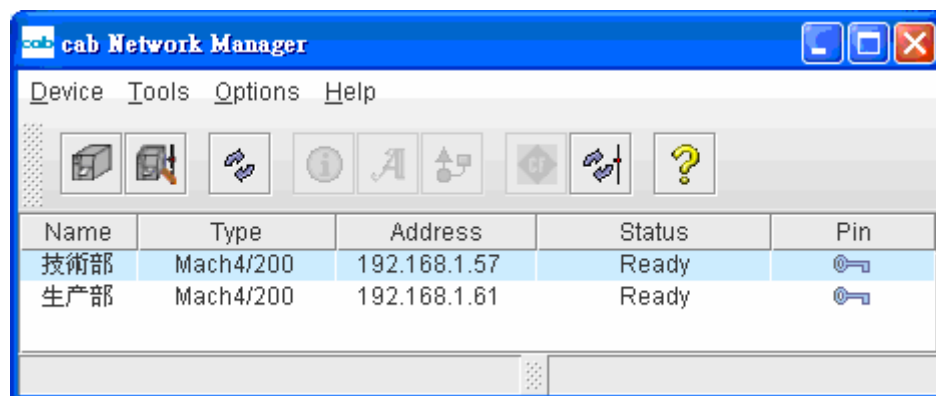 cab cab Network Manager
Device Tools Options Help
Name Type Address Status Pin
技術部 Mach4/200 192.168.1.57 Ready
生产部 Mach4/200 192.168.1.61 Ready